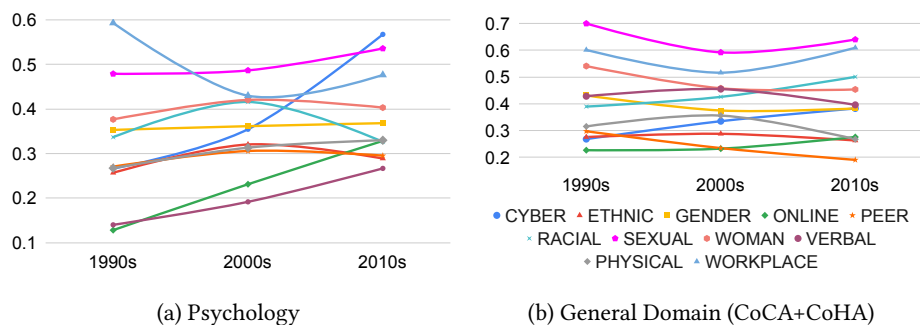 0.6
0.5
0.4
0.3
0.2
0.1
1990s 2000s 2010s
(a) Psychology
0.7
0.6
0.5
0.4
0.3
0.2
1990s 2000s 2010s
CYBER ETHNIC GENDER ONLINE PEER
RACIAL SEXUAL WOMAN VERBAL
PHYSICAL WORKPLACE
(b) General Domain (CoCA+CoHA)